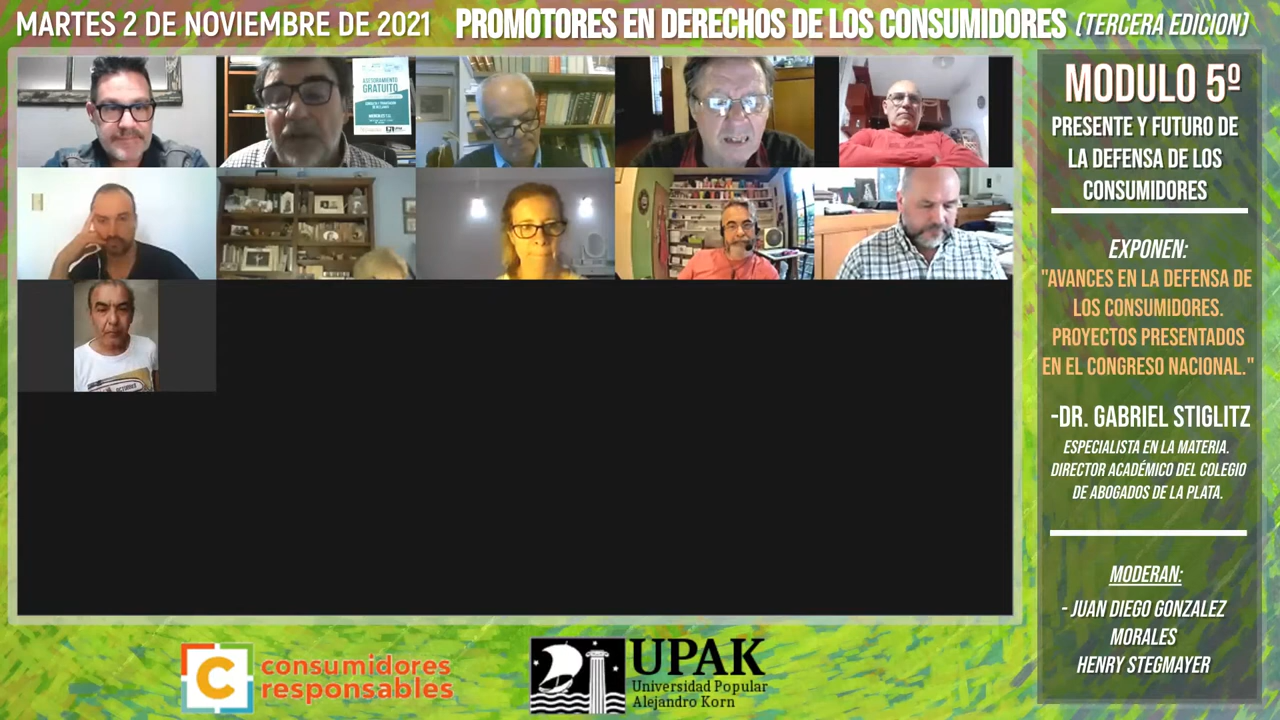 MARTES 2 DE NOVIEMBRE DE 2021
PROMOTORES EN DERECHOS DE LOS CONSUMIDORES (TERCERA EDICION)
ASESORAMIENTO
GRATUITO
UPAK
MODULO 5º
PRESENTE Y FUTURO DE
LA DEFENSA DE LOS
CONSUMIDORES
EXPONEN:
"AVANCES EN LA DEFENSA DE
LOS CONSUMIDORES.
PROYECTOS PRESENTADOS
EN EL CONGRESO NACIONAL."
-DR. GABRIEL STIGLITZ
ESPECIALISTA EN LA MATERIA.
DIRECTOR ACADÉMICO DEL COLEGIO
DE ABOGADOS DE LA PLATA.
MODERAN:
- JUAN DIEGO GONZALEZ
MORALES
HENRY STEGMAYER
C consumidores
responsables
UPAK
Universidad Popular
Alejandro Korn